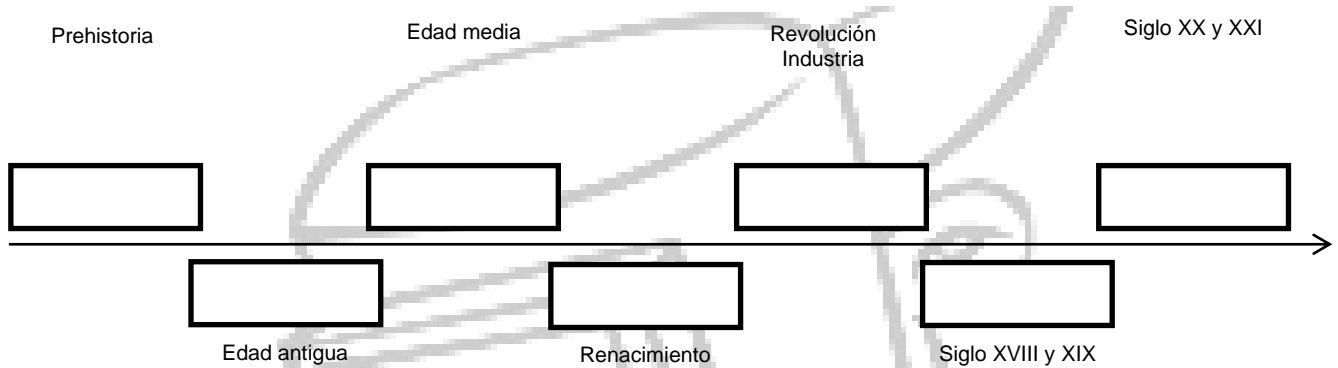 Prehistoria
Edad media
Revolución
Industria
Siglo XX y XXI
Edad antigua
Renacimiento
Siglo XVIII y XIX